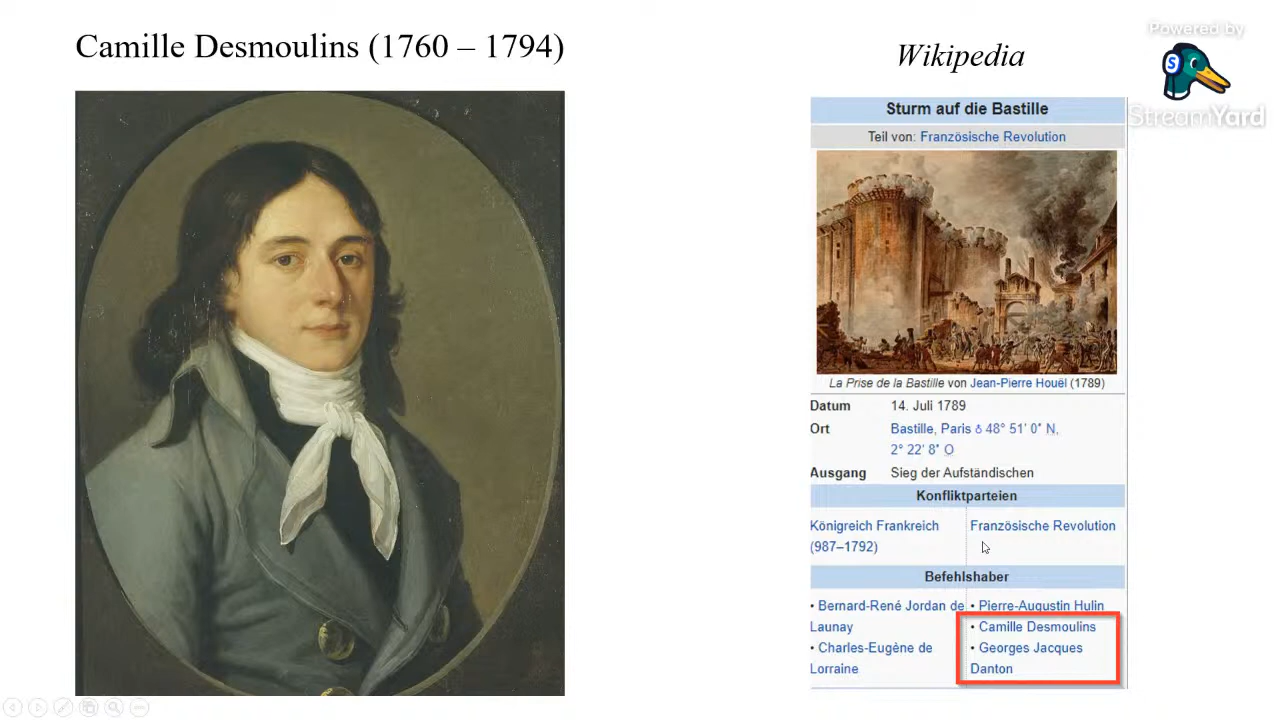 Camille Desmoulins (1760 – 1794)
Wikipedia
Powered by
S
StreamYard
Sturm auf die Bastille
Teil von: Französische Revolution
La Prise de la Bastille von Jean-Pierre Houël (1789)
Datum 14. Juli 1789
Ort Bastille, Paris 48° 51' 0" N,
2° 22' 8" O
Ausgang Sieg der Aufständischen
Konfliktparteien
Königreich Frankreich
(987–1792)
Französische Revolution
Befehlshaber
• Bernard-René Jordan de
Launay
• Charles-Eugène de
Lorraine
• Pierre-Augustin Hulin
• Camille Desmoulins
• Georges Jacques
Danton